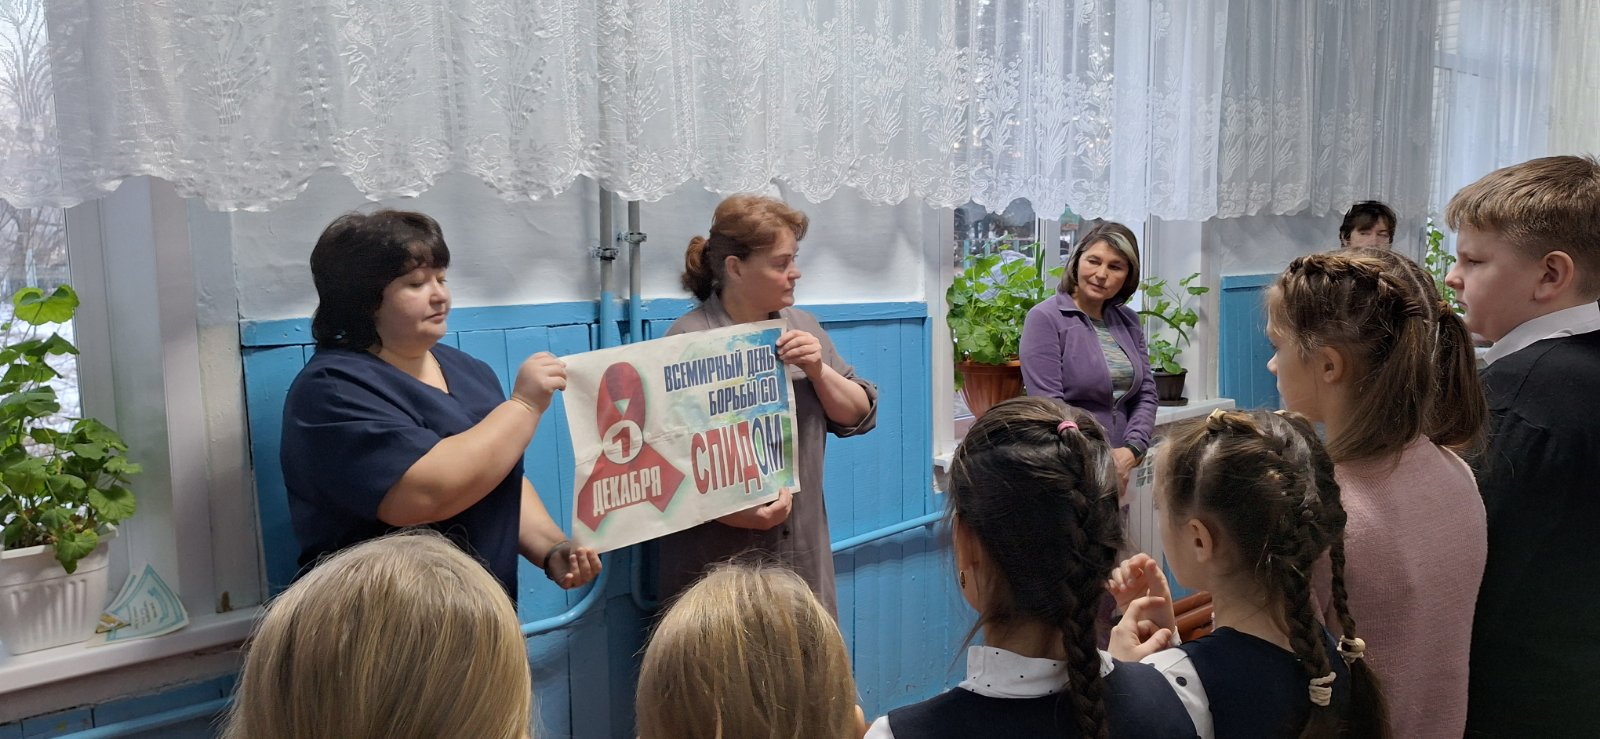 1
ДЕКАБРЯ
ВСЕМИРНЫЙ ДЕНЬ
БОРЬБЫ СО
СПИДОМ